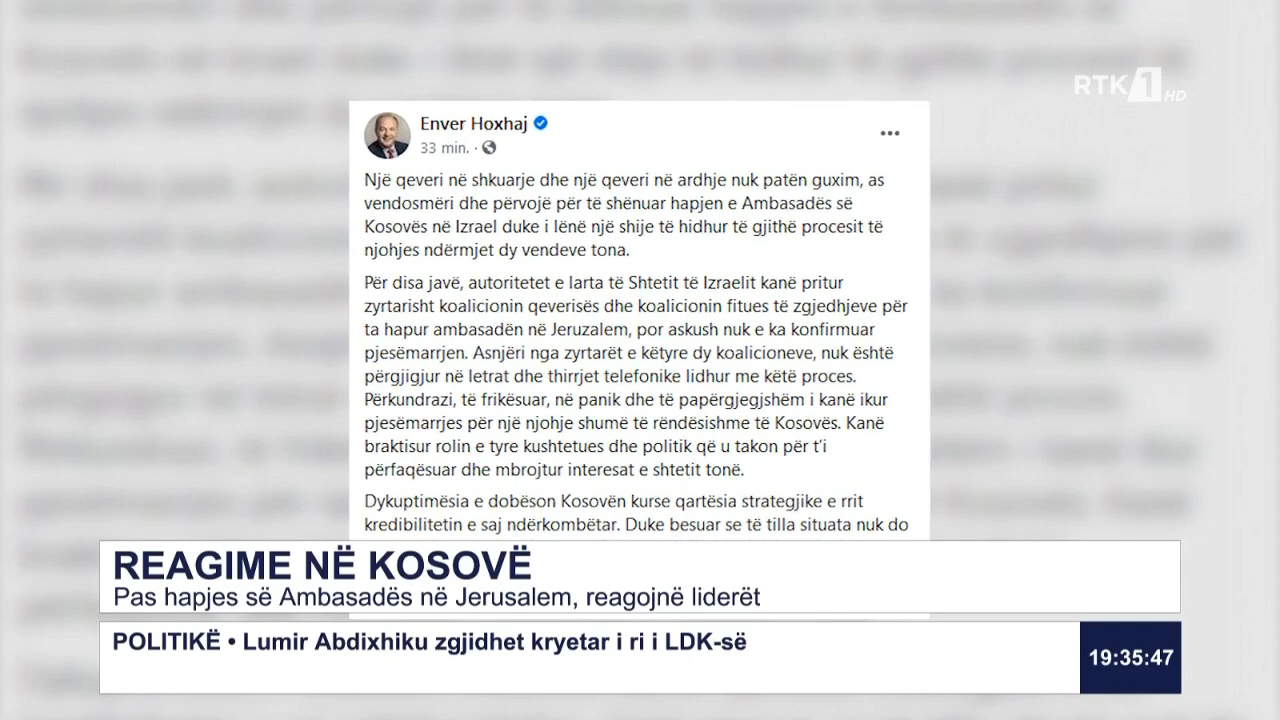 RTK 1 HD
Enver Hoxhaj
33 min. ·
Një qeveri në shkuarje dhe një qeveri në ardhje nuk patën guxim, as
vendosmëri dhe përvojë për të shënuar hapjen e Ambasadës së
Kosovës në Izrael duke i lënë një shije të hidhur të gjithë procesit të
njohjes ndërmjet dy vendeve tona.
Për disa javë, autoritetet e larta të Shtetit të Izraelit kanë pritur
zyrtarisht koalicionin qeverisës dhe koalicionin fitues të zgjedhjeve për
ta hapur ambasadën në Jeruzalem, por askush nuk e ka konfirmuar
pjesëmarrjen. Asnjëri nga zyrtarët e këtyre dy koalicioneve, nuk është
përgjigjur në letrat dhe thirrjet telefonike lidhur me këtë proces.
Përkundrazi, të frikësuar, në panik dhe të papërgjegjshëm i kanë ikur
pjesëmarrjes për një njohje shumë të rëndësishme të Kosovës. Kanë
braktisur rolin e tyre kushtetues dhe politik që u takon për t'i
përfaqësuar dhe mbrojtur interesat e shtetit tonë.
Dykuptimësia e dobëson Kosovën kurse qartësia strategjike e rrit
kredibilitetin e saj ndërkombëtar. Duke besuar se të tilla situata nuk do
REAGIME NË KOSOVË
Pas hapjes së Ambasadës në Jerusalem, reagojnë liderët
POLITIKË • Lumir Abdixhiku zgjidhet kryetar i ri i LDK-së
19:35:47